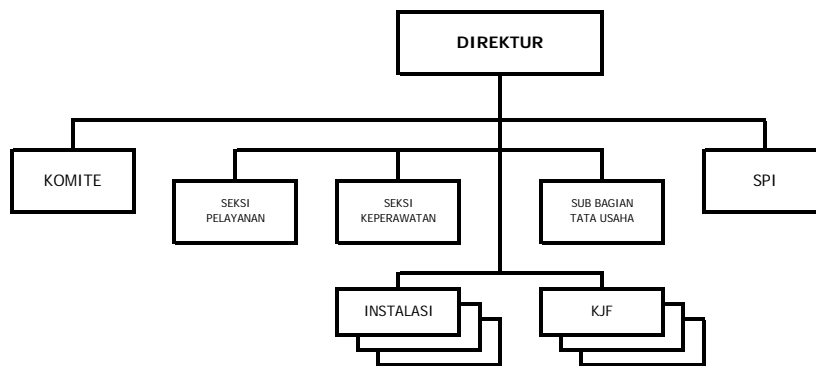 DIREKTUR
KOMITE
SPI
SEKSI
PELAYANAN
SEKSI
KEPERAWATAN
SUB BAGIAN
TATA USAHA
INSTALASI
KJF